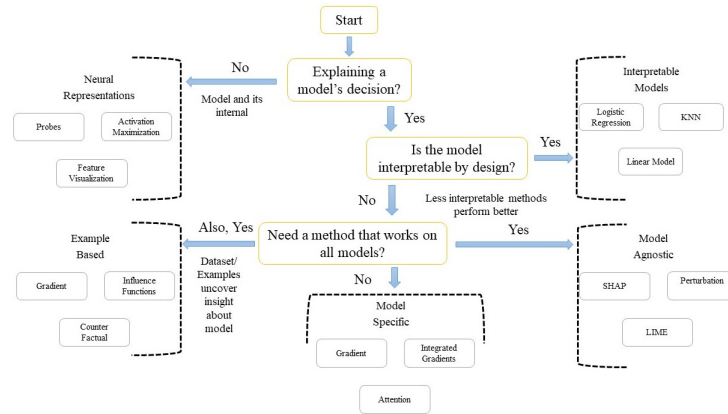 Start
No
Explaining a
model's decision?
Neural
Representations
Model and its
internal
Probes
Activation
Maximization
Feature
Visualization
Yes
Interpretable
Models
Logistic
Regression
KNN
Linear Model
Is the model
interpretable by design?
Yes
No
Less interpretable methods
perform better
Also, Yes
Need a method that works on
all models?
Yes
Example
Based
Dataset/
Examples
uncover
insight
about
model
Gradient
Influence
Functions
Counter
Factual
No
Model
Specific
Gradient
Integrated
Gradients
Attention
Model
Agnostic
SHAP
Perturbation
LIME